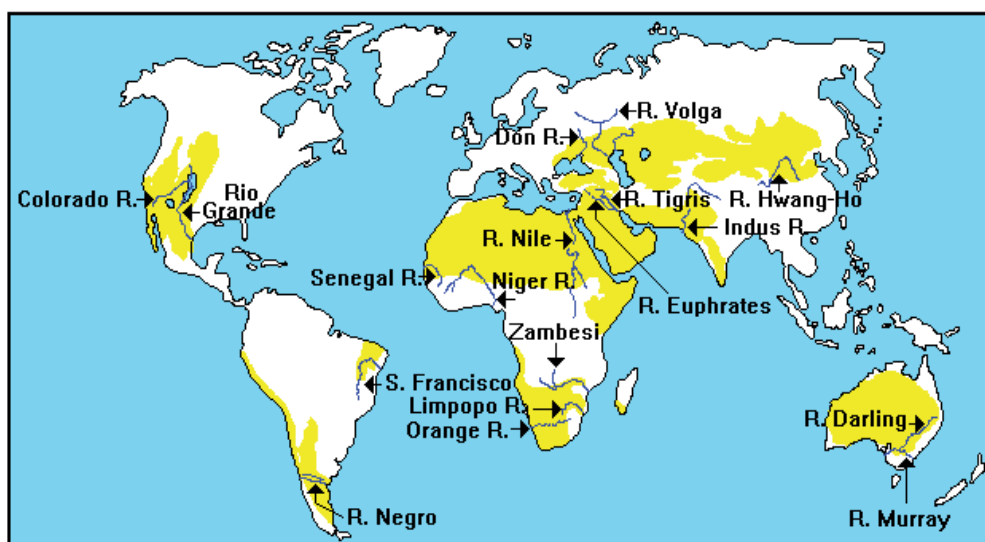 R. Volga
Dón R.
Colorado R.
Rio
Grande
R. Tigris
R. Hwang-Ho
Indus R.
R. Nile
Senegal R.
Niger R.
R. Euphrates
Zambesi
S. Francisco
Limpopo R.
Orange R.
R. Darling
R. Negro
R. Murray